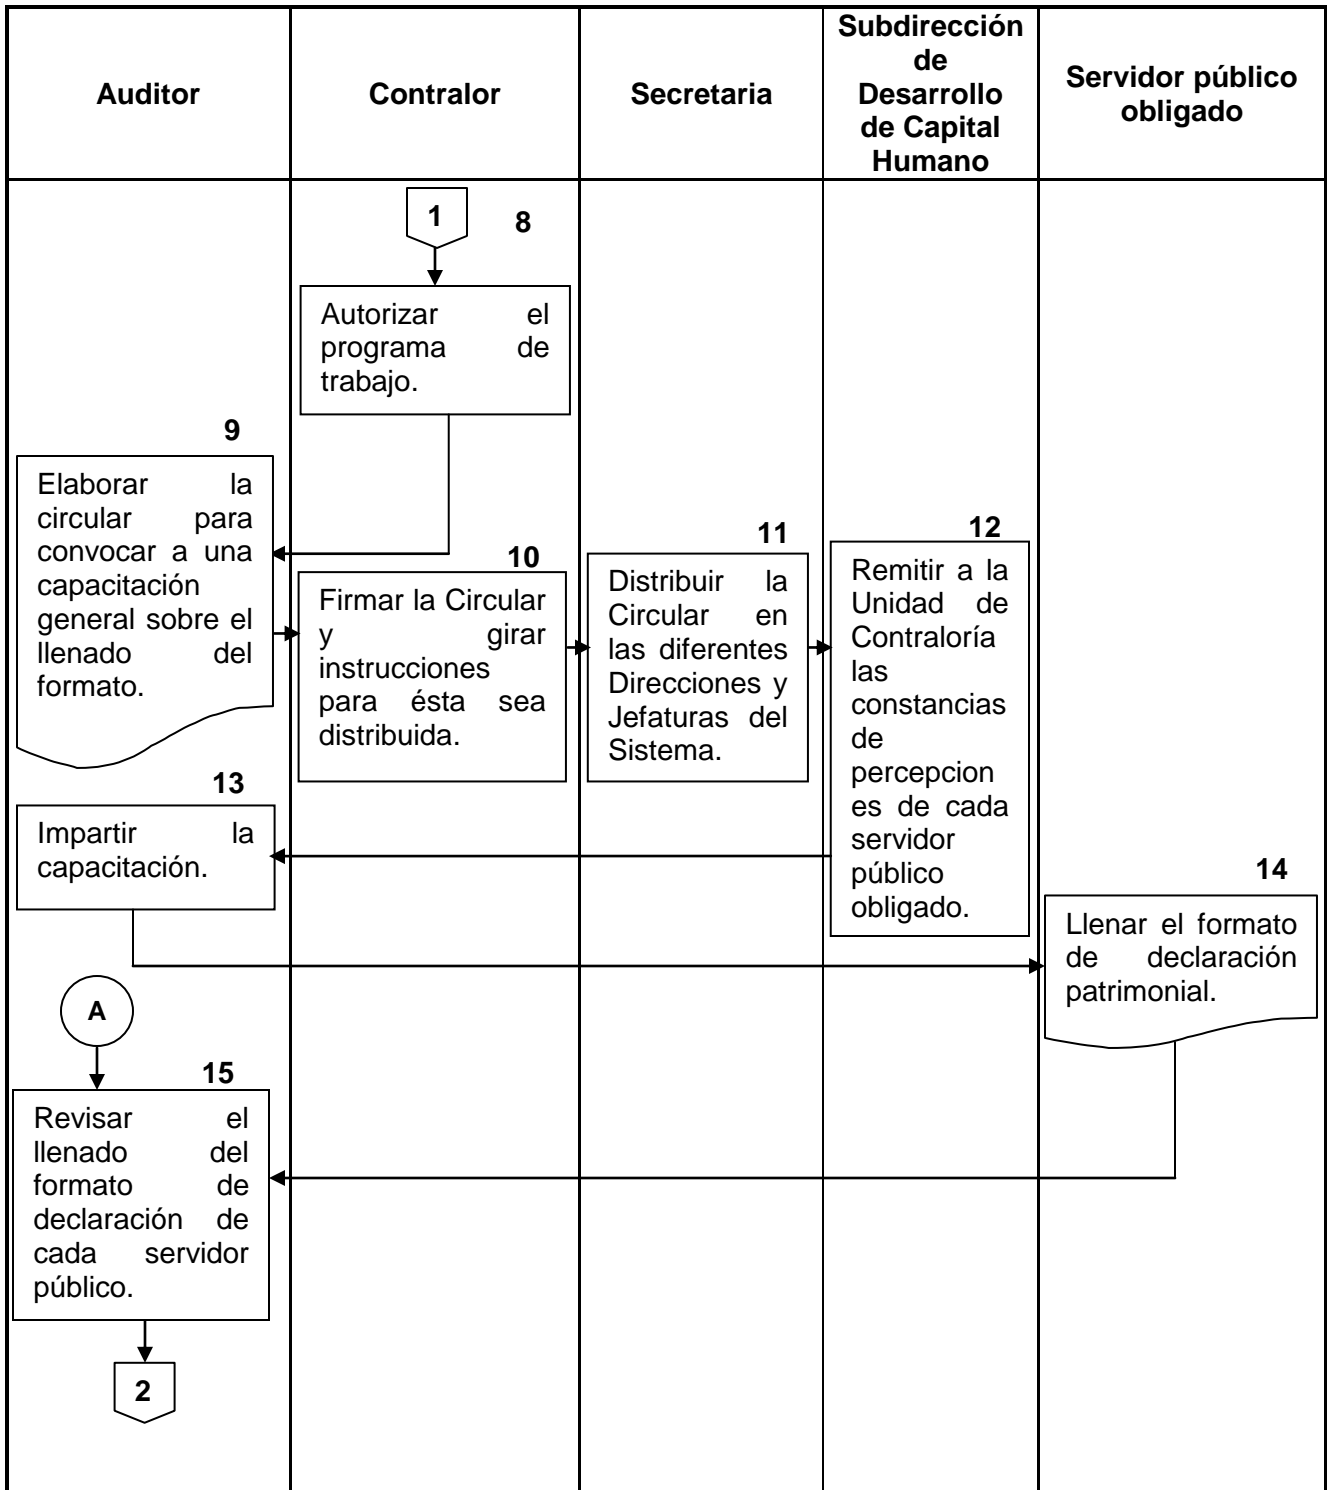 Auditor
Contralor
Secretaria
Subdirección
de
Desarrollo
de Capital
Humano
Servidor público
obligado
1
8
Autorizar el
programa de
trabajo.
9
Elaborar la
circular para
convocar a una
capacitación
general sobre el
llenado del
formato.
10
Firmar la Circular
y girar
instrucciones
para ésta sea
distribuida.
11
Distribuir la
Circular en
las diferentes
Direcciones y
Jefaturas del
Sistema.
12
Remitir a la
Unidad de
Contraloría
las
constancias
de
percepcion
es de cada
servidor
público
obligado.
13
Impartir la
capacitación.
14
Llenar el formato
de declaración
patrimonial.
A
15
Revisar el
llenado del
formato de
declaración de
cada servidor
público.
2